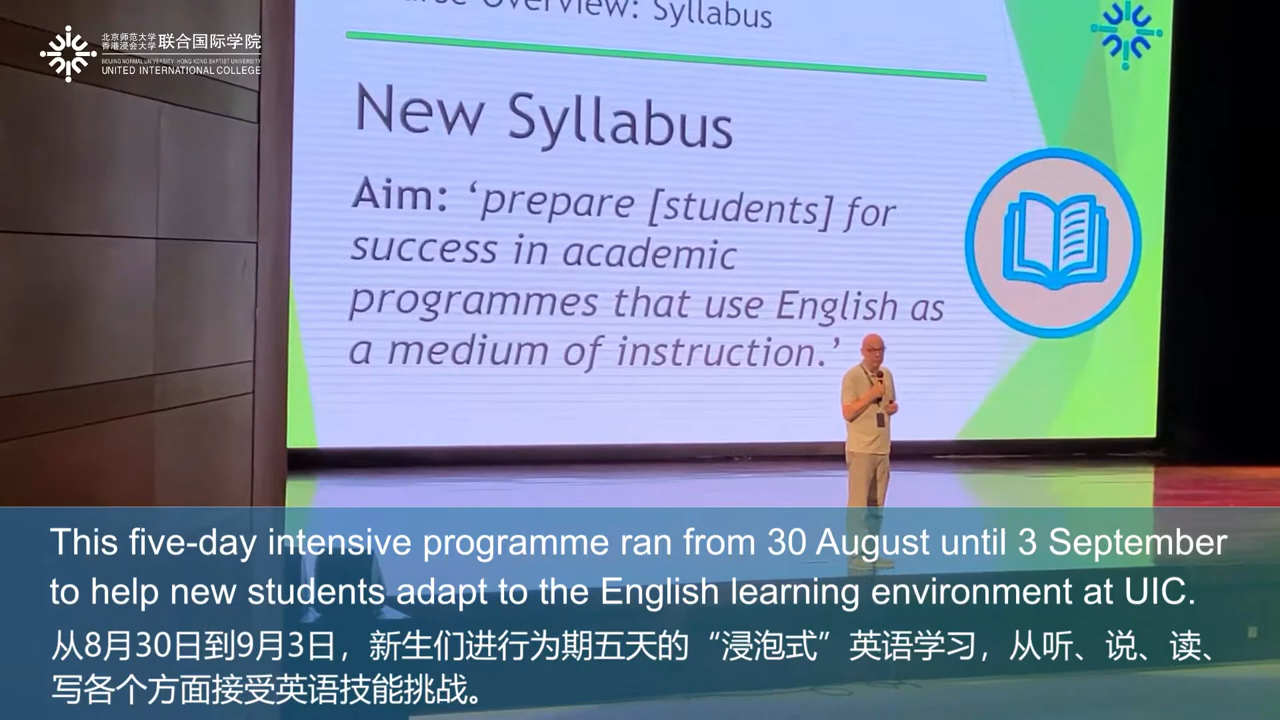 北京师范大学
香港浸会大学 联合国际学院
BEIJING NORMAL UNIVERSITY·HONG KONG BAPTIST UNIVERSITY
UNITED INTERNATIONAL COLLEGE
Overview: Syllabus
New Syllabus
Aim: ‘prepare [students] for
success in academic
programmes that use English as
a medium of instruction.’
This five-day intensive programme ran from 30 August until 3 September
to help new students adapt to the English learning environment at UIC.
从8月30日到9月3日，新生们进行为期五天的“浸泡式”英语学习，从听、说、读、
写各个方面接受英语技能挑战。